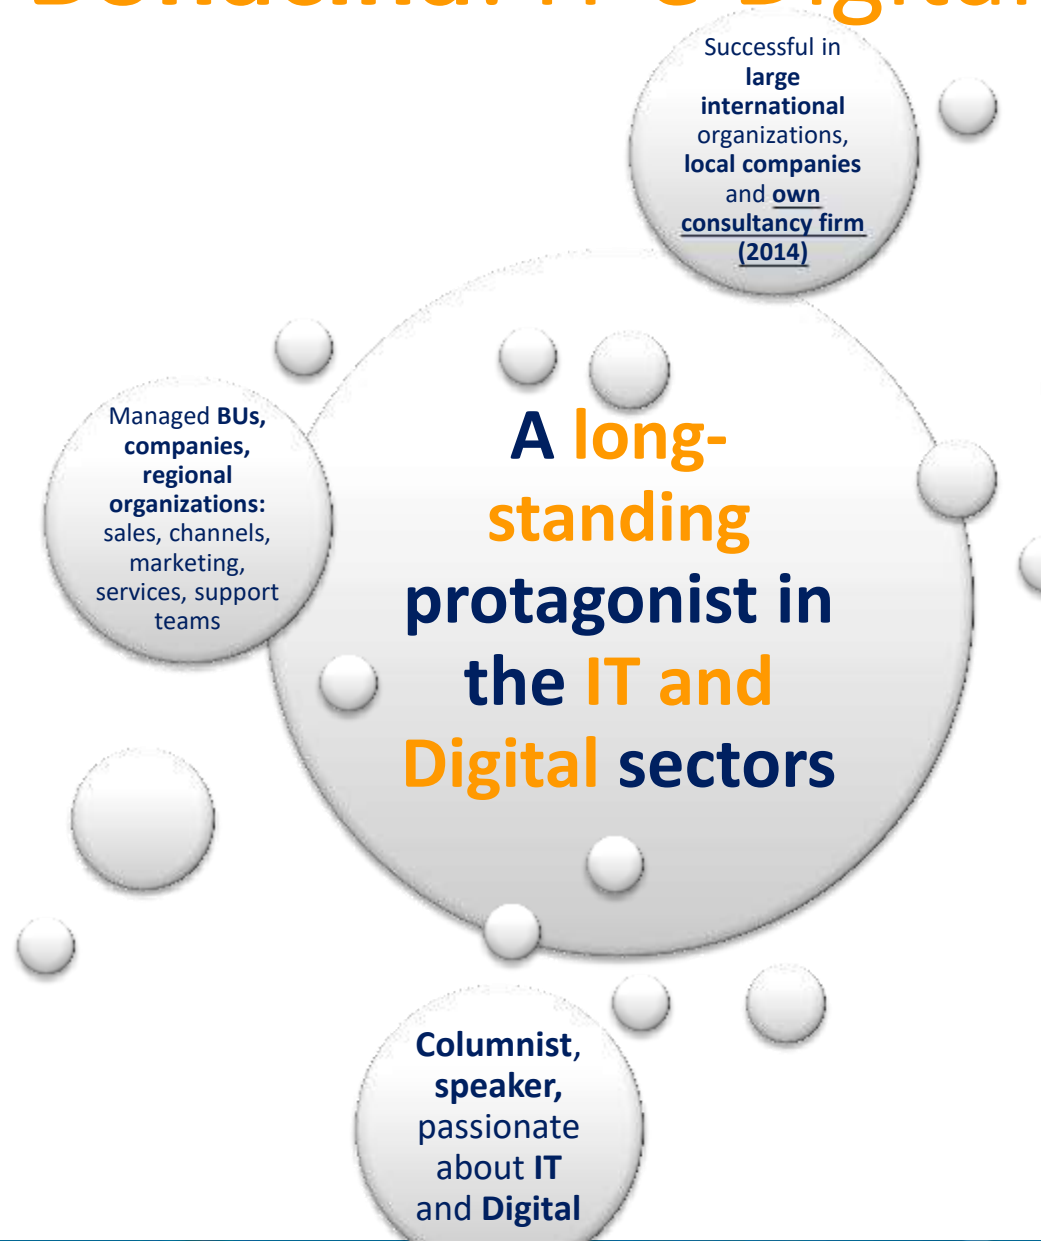 Successful in
large
international
organizations,
local companies
and own
consultancy firm
(2014)
Managed BUs,
companies,
regional
organizations:
sales, channels,
marketing,
services, support
teams
A long-
standing
protagonist in
the IT and
Digital sectors
Columnist,
speaker,
passionate
about IT
and Digital